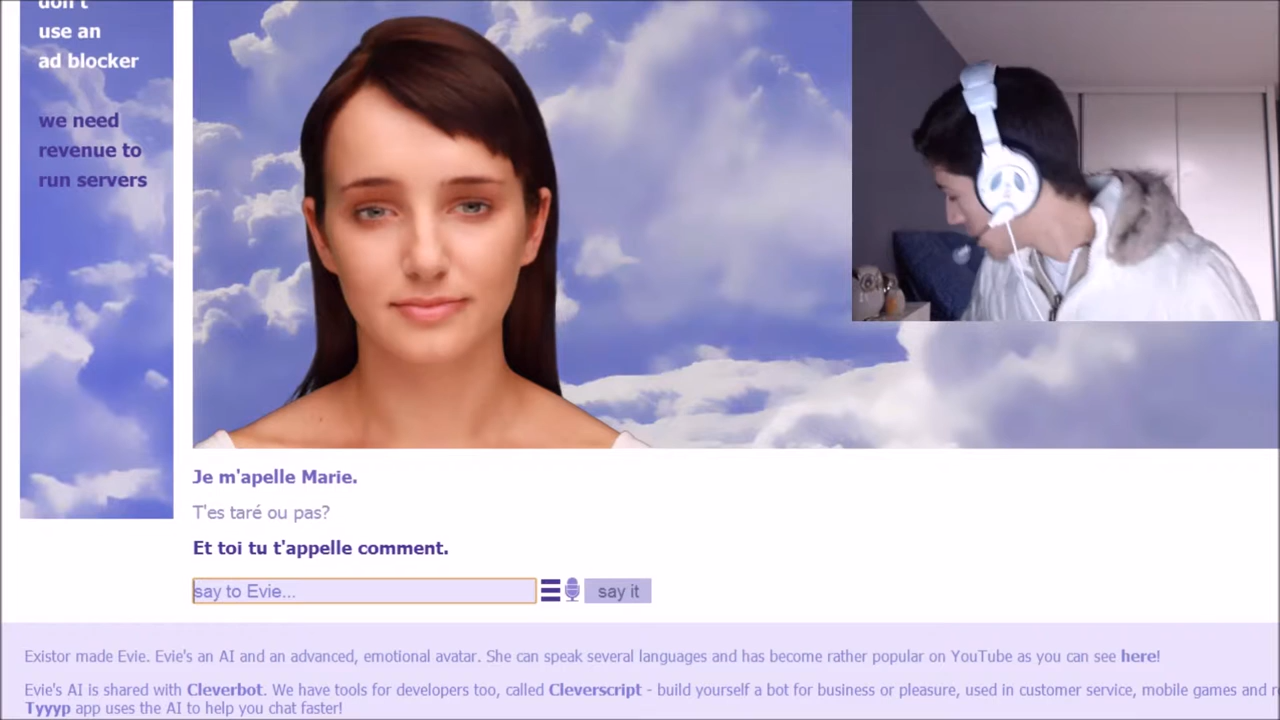 don't
use an
ad blocker
we need
revenue to
run servers
Je m'apelle Marie.
T'es taré ou pas?
Et toi tu t'appelle comment.
say to Evie...
say it
Existor made Evie. Evie's an AI and an advanced, emotional avatar. She can speak several languages and has become rather popular on YouTube as you can see here!
Evie's AI is shared with Cleverbot. We have tools for developers too, called Cleverscript - build yourself a bot for business or pleasure, used in customer service, mobile games and
Tyyyp app uses the AI to help you chat faster!